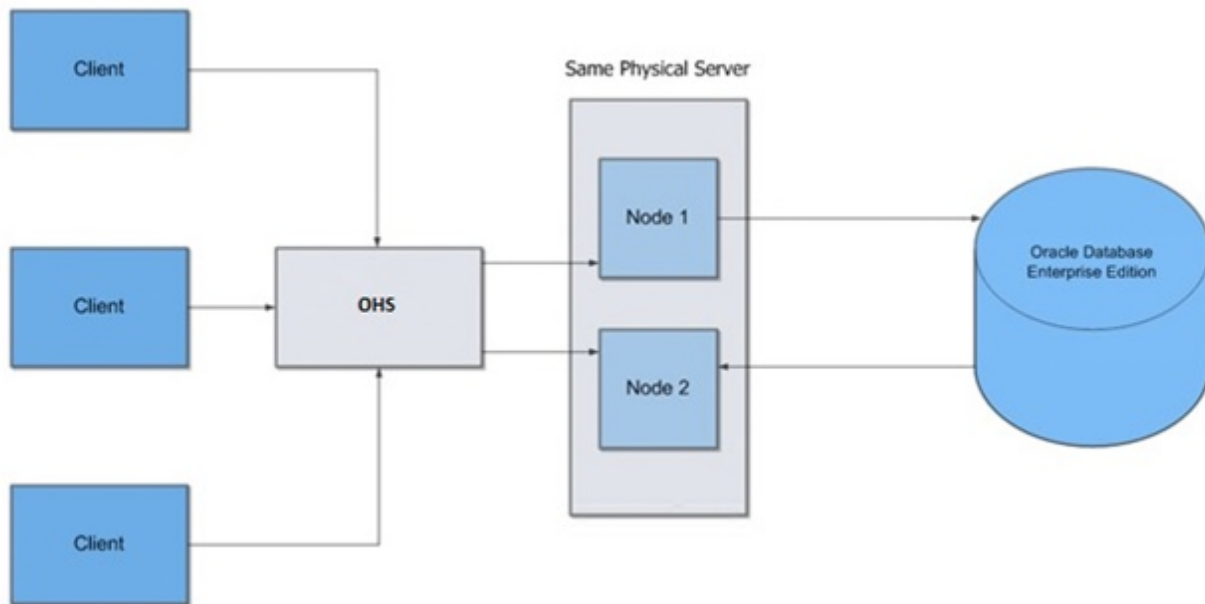 Client
Same Physical Server
Node 1
Oracle Database
Enterprise Edition
Client
OHS
Node 2
Client